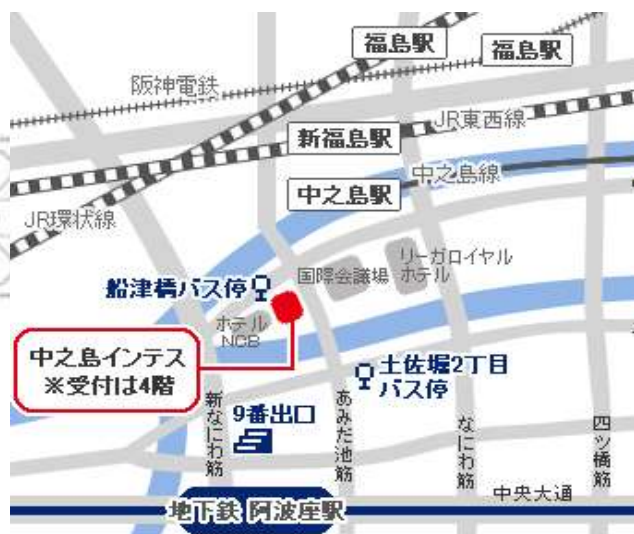 福島駅
福島駅
阪神電鉄
JR東西線
新福島駅
中之島線
中之島駅
JR環状線
リーガロイヤル
ホテル
国際会議場
船津橋バス停
ホテル
NCB
中之島インテス
※受付は4階
土佐堀2丁目
バス停
新なにわ筋
9番出口
あみだ池筋
なにわ筋
四ツ橋筋
中央大通
地下鉄 阿波座駅